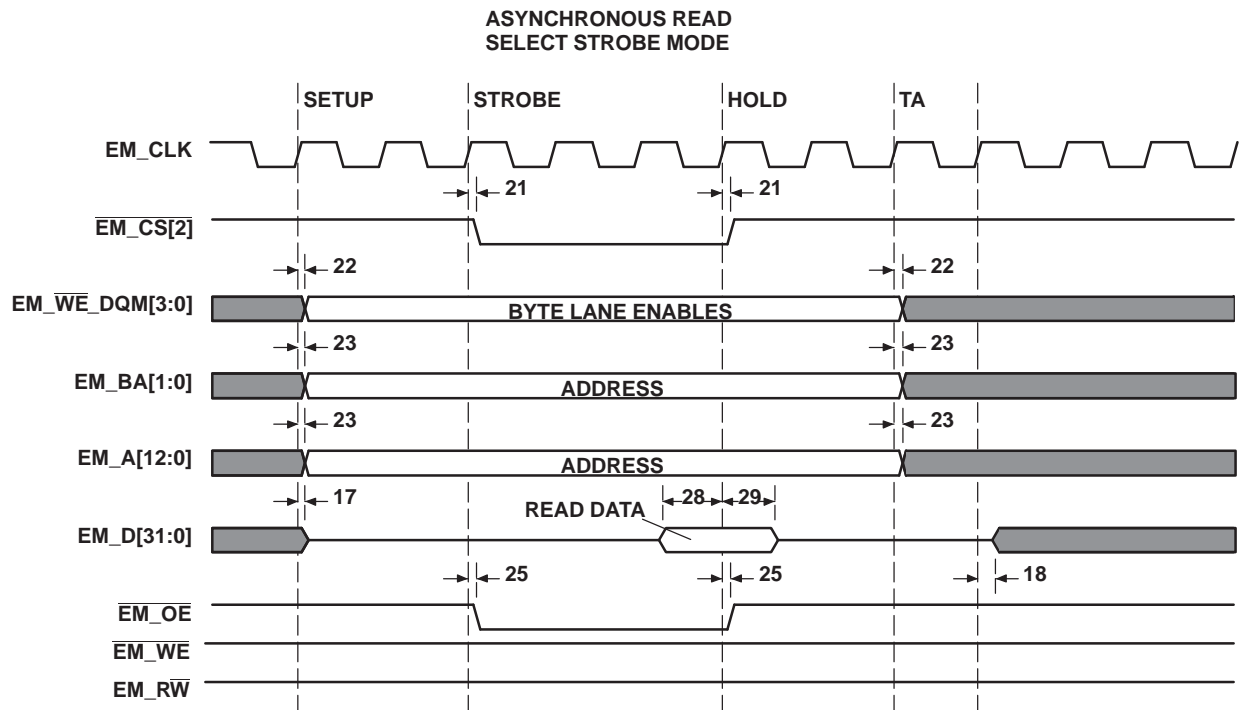 ASYNCHRONOUS READ
SELECT STROBE MODE
SETUP STROBE HOLD TA
EM_CLK
21 21
EM_CS[2]
22 22
EM_WE_DQM[3:0] BYTE LANE ENABLES
23 23
EM_BA[1:0] ADDRESS
23 23
EM_A[12:0] ADDRESS
17 28 29
READ DATA
EM_D[31:0]
25 25 18
EM_OE
EM_WE
EM_RW